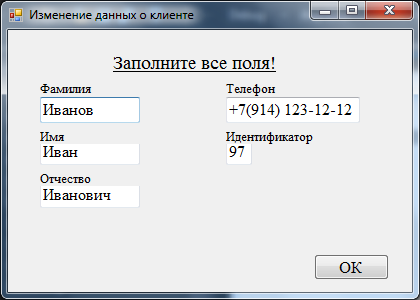 Изменение данных о клиенте
Заполните все поля!
Фамилия
Иванов
Имя
Иван
Отчество
Иванович
Телефон
+7(914) 123-12-12
Идентификатор
97
OK